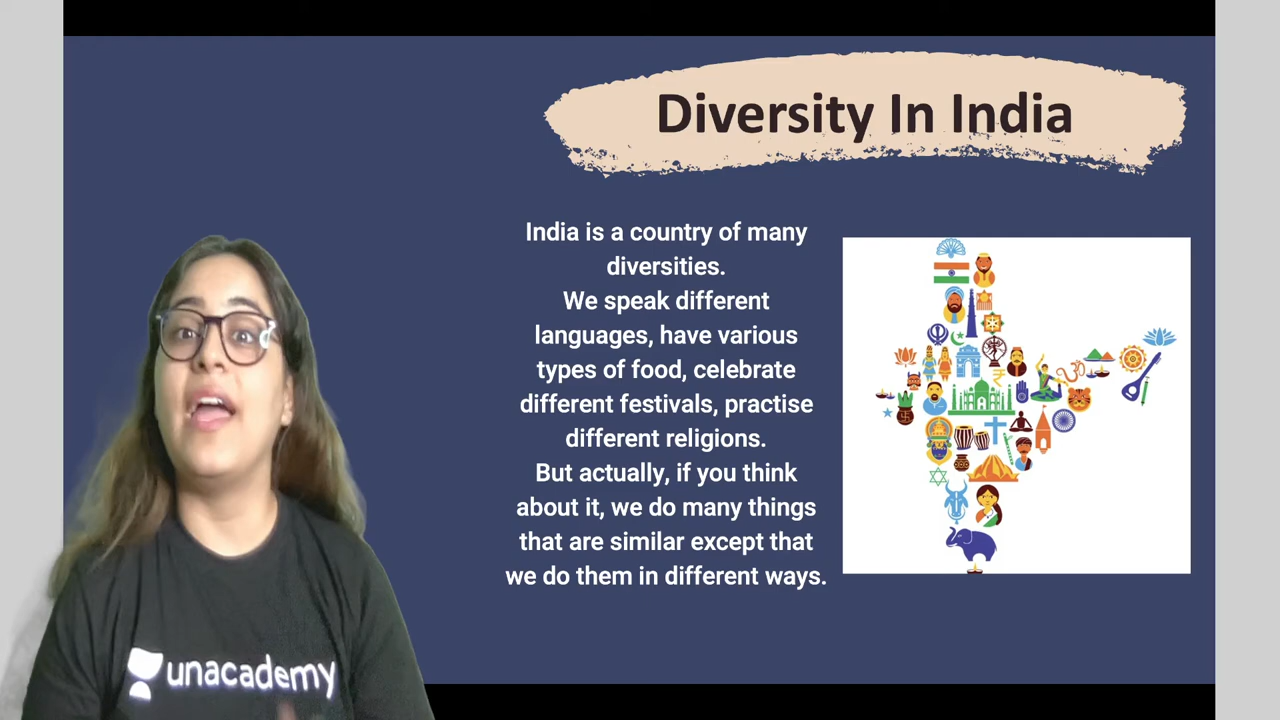 Diversity In India
India is a country of many
diversities.
We speak different
languages, have various
types of food, celebrate
different festivals, practise
different religions.
But actually, if you think
about it, we do many things
that are similar except that
we do them in different ways.
unacademy